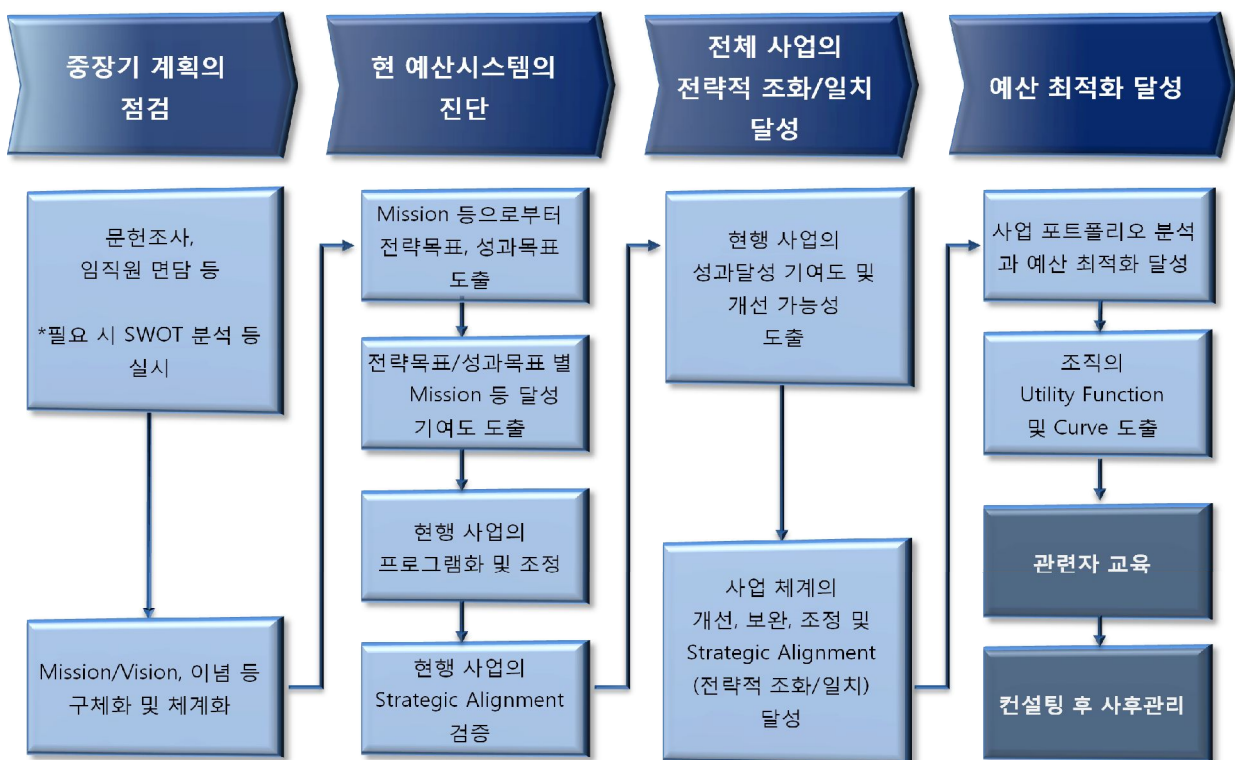 중장기 계획의
점검
현 예산시스템의
진단
전체 사업의
전략적 조화/일치
달성
예산 최적화 달성
문헌조사,
임직원 면담 등
*필요 시 SWOT 분석 등
실시
Mission/Vision, 이념 등
구체화 및 체계화
Mission 등으로부터
전략목표, 성과목표
도출
전략목표/성과목표 별
Mission 등 달성
기여도 도출
현행 사업의
프로그램화 및 조정
현행 사업의
Strategic Alignment
검증
현행 사업의
성과달성 기여도 및
개선 가능성
도출
사업 체계의
개선, 보완, 조정 및
Strategic Alignment
(전략적 조화/일치)
달성
사업 포트폴리오 분석
과 예산 최적화 달성
조직의
Utility Function
및 Curve 도출
관련자 교육
컨설팅 후 사후관리